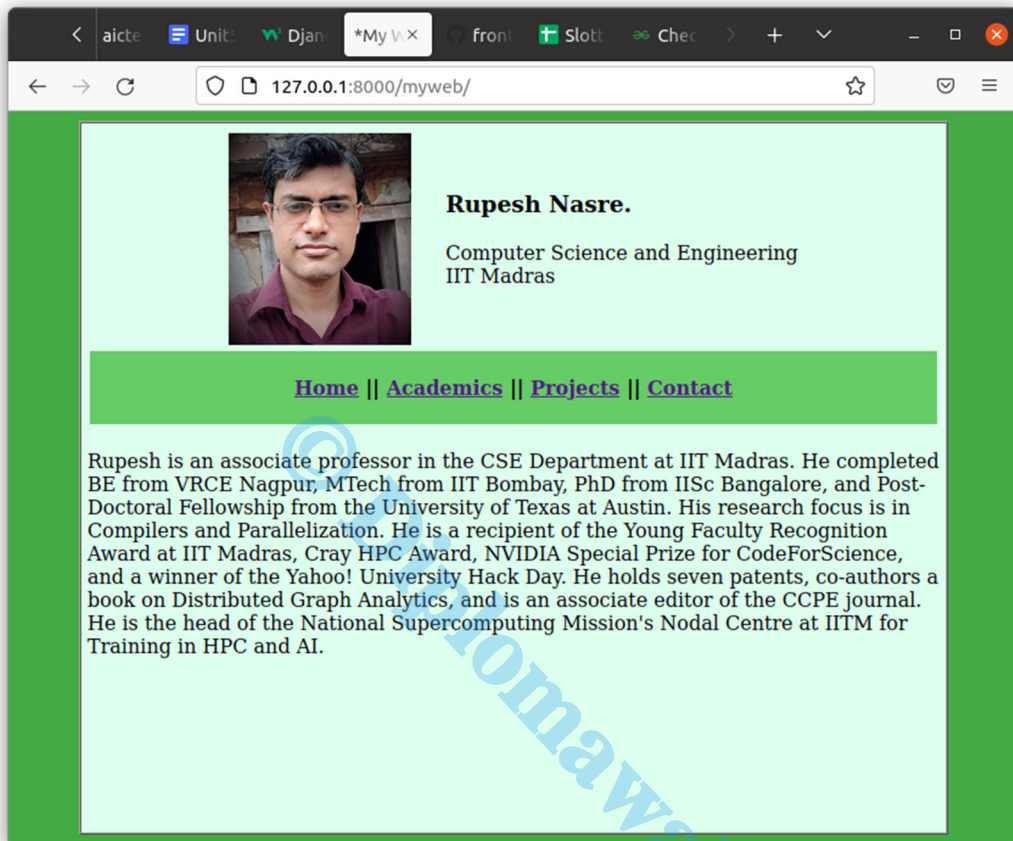 aicte
Unit
Djan
*My W
front
Slott
Chec
127.0.0.1:8000/myweb/
Rupesh Nasre.
Computer Science and Engineering
IIT Madras
Home || Academics || Projects || Contact
Rupesh is an associate professor in the CSE Department at IIT Madras. He completed
BE from VRCE Nagpur, MTech from IIT Bombay, PhD from IISc Bangalore, and Post-
Doctoral Fellowship from the University of Texas at Austin. His research focus is in
Compilers and Parallelization. He is a recipient of the Young Faculty Recognition
Award at IIT Madras, Cray HPC Award, NVIDIA Special Prize for CodeForScience,
and a winner of the Yahoo! University Hack Day. He holds seven patents, co-authors a
book on Distributed Graph Analytics, and is an associate editor of the CCPE journal.
He is the head of the National Supercomputing Mission's Nodal Centre at IITM for
Training in HPC and AI.
© Diplomawa